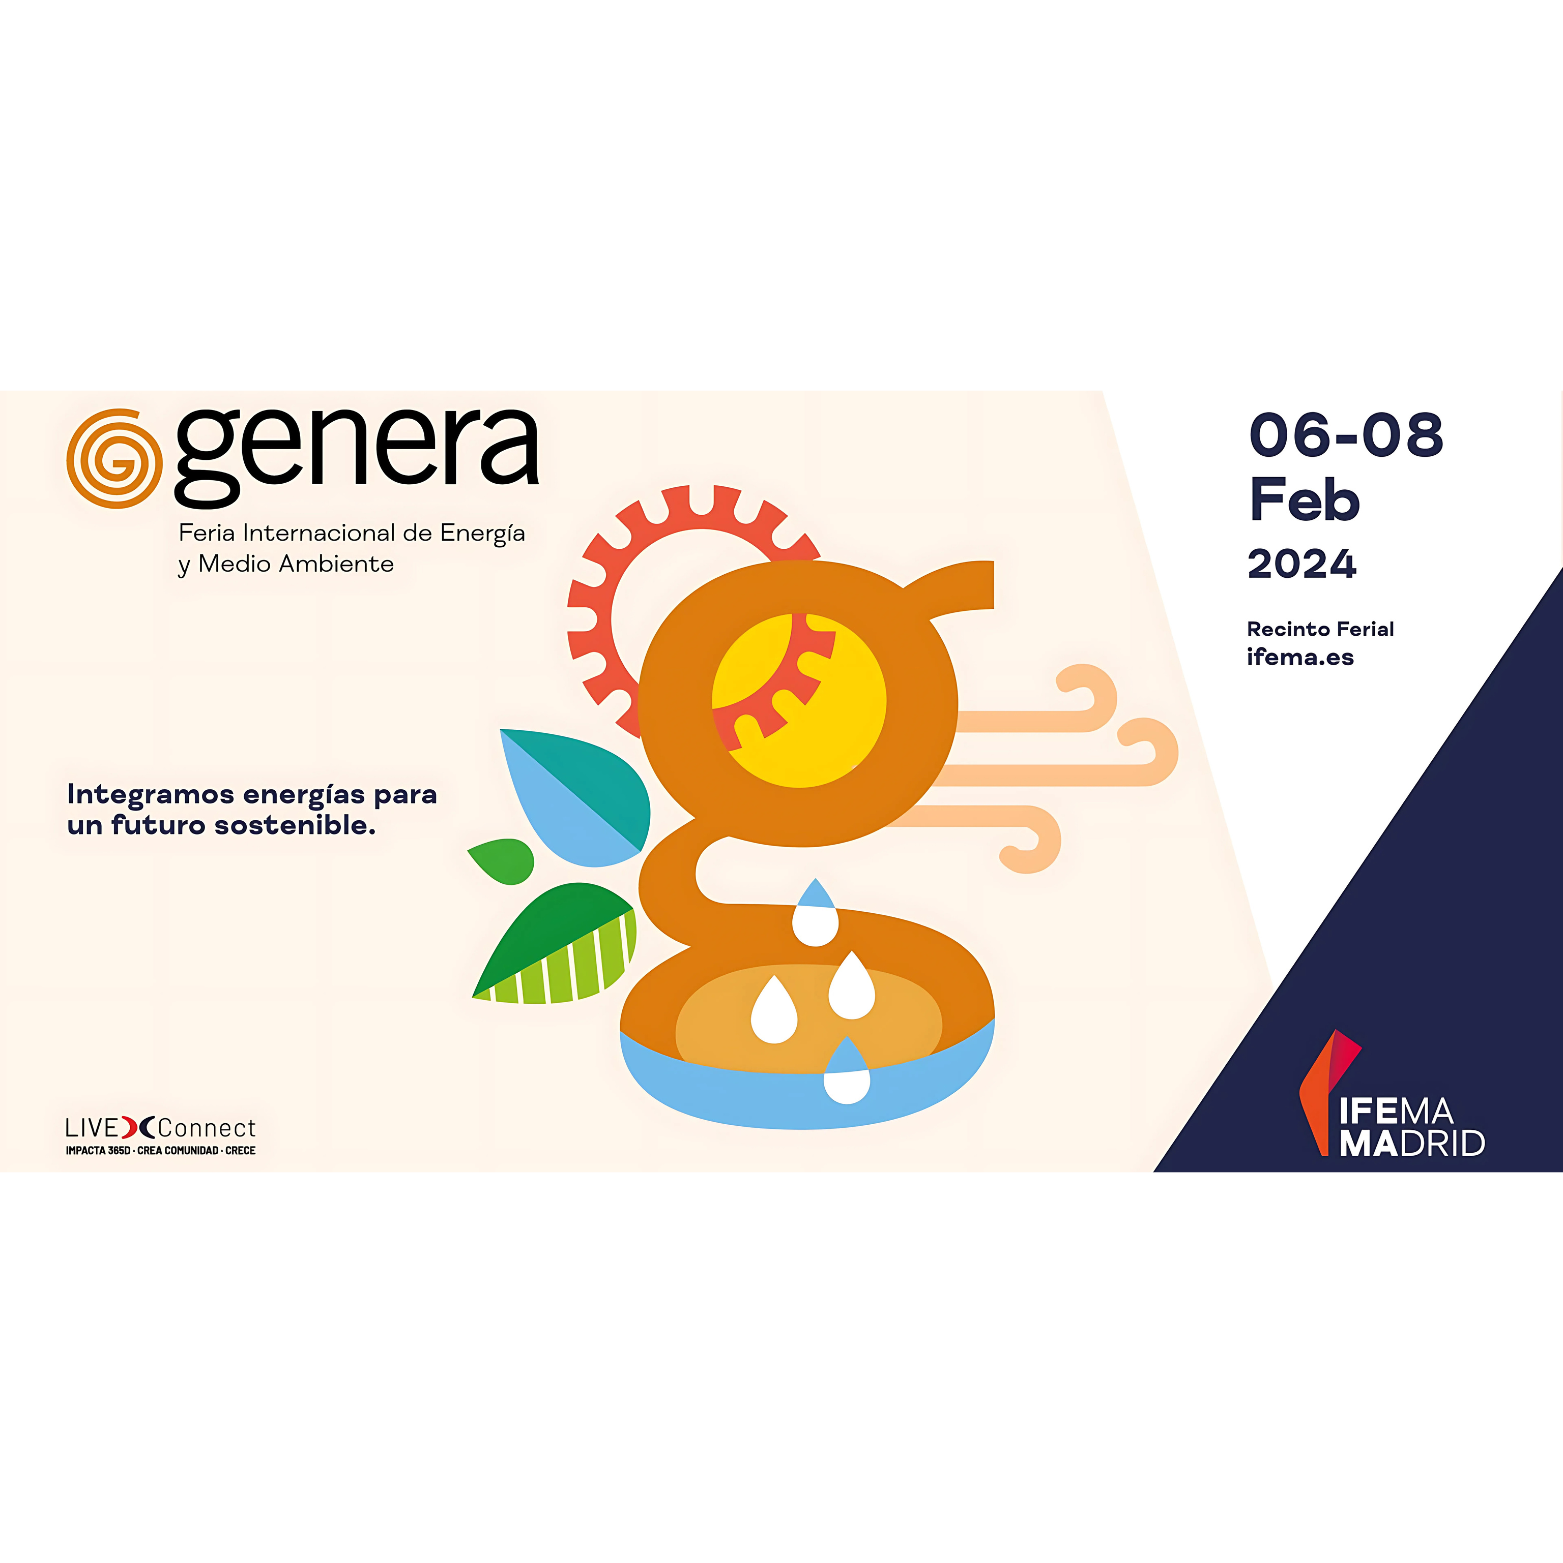 genera
Feria Internacional de Energía
y Medio Ambiente
Integramos energías para
un futuro sostenible.
LIVE Connect
IMPACTA 365D · CREA COMUNIDAD · CRECE
06-08
Feb
2024
Recinto Ferial
ifema.es
IFEMA
MADRID